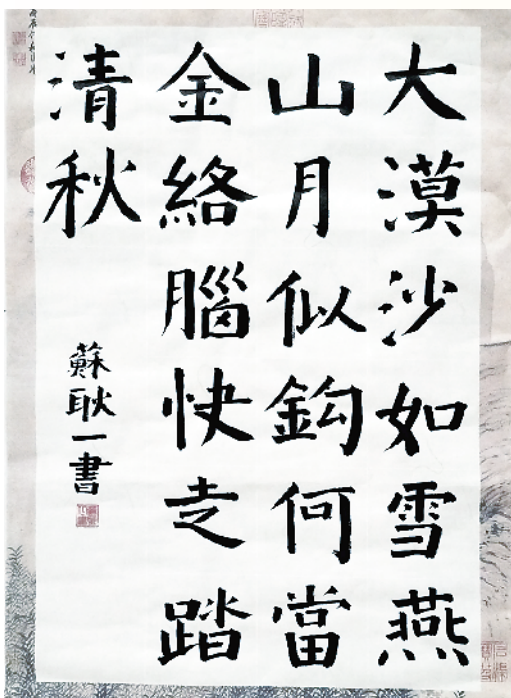 大漠沙如雪燕
山月似鈎何當
金絡腦快走踏
清秋
蘇耿一書